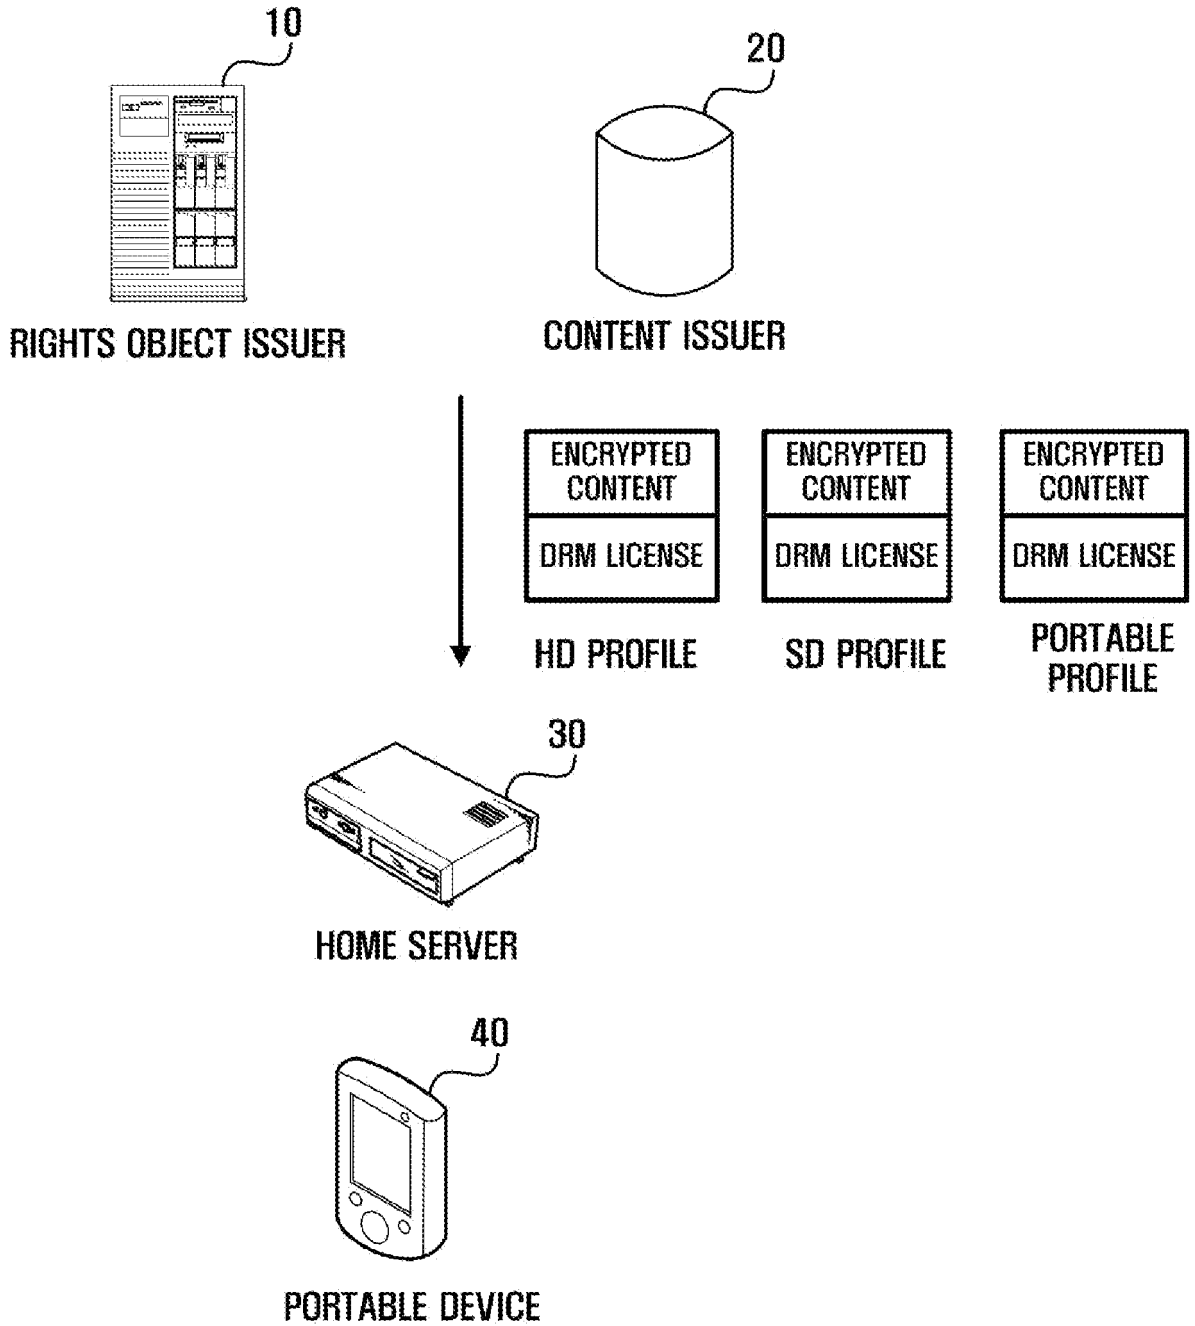 10
20
RIGHTS OBJECT ISSUER
CONTENT ISSUER
ENCRYPTED
CONTENT
DRM LICENSE
HD PROFILE
ENCRYPTED
CONTENT
DRM LICENSE
SD PROFILE
ENCRYPTED
CONTENT
DRM LICENSE
PORTABLE
PROFILE
30
HOME SERVER
40
PORTABLE DEVICE